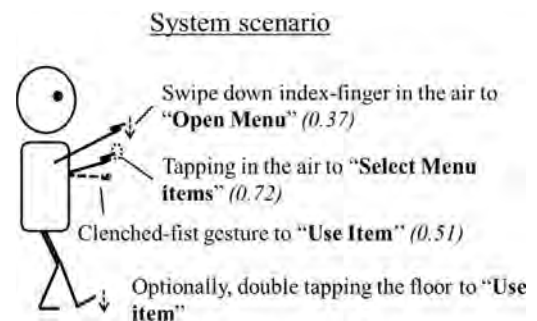 System scenario
Swipe down index-finger in the air to
“Open Menu” (0.37)
Tapping in the air to “Select Menu
items” (0.72)
Clenched-fist gesture to “Use Item” (0.51)
Optionally, double tapping the floor to “Use
item”